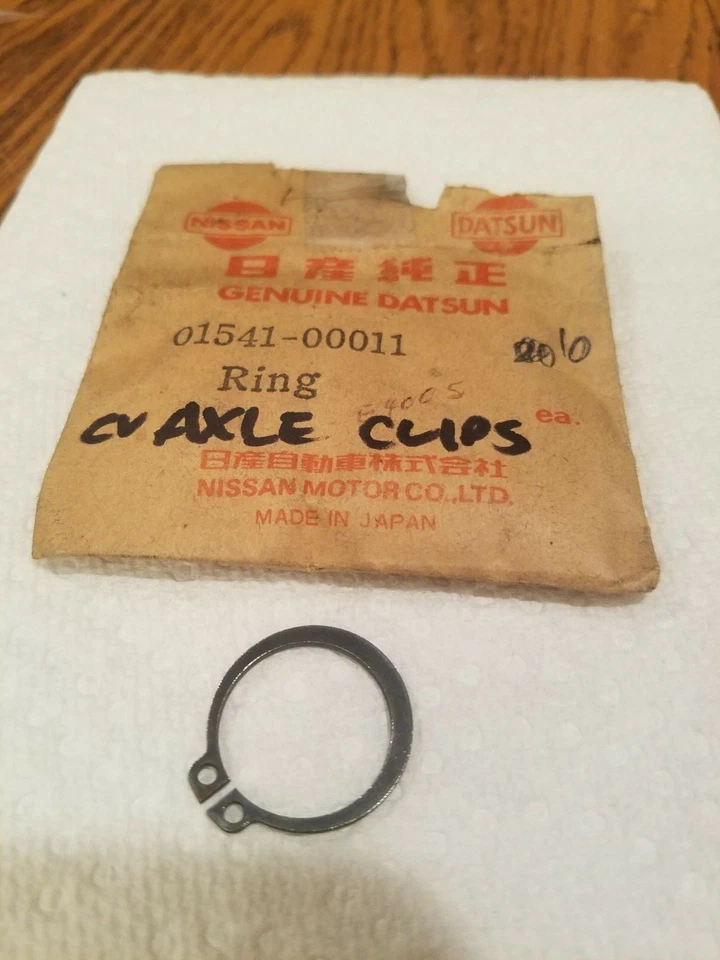 NISSAN DATSUN
日産純正
GENUINE DATSUN
01541-00011
Ring
ea.
CV AXLE CLIPS
日産自動車株式会社
NISSAN MOTOR CO.,LTD.
MADE IN JAPAN